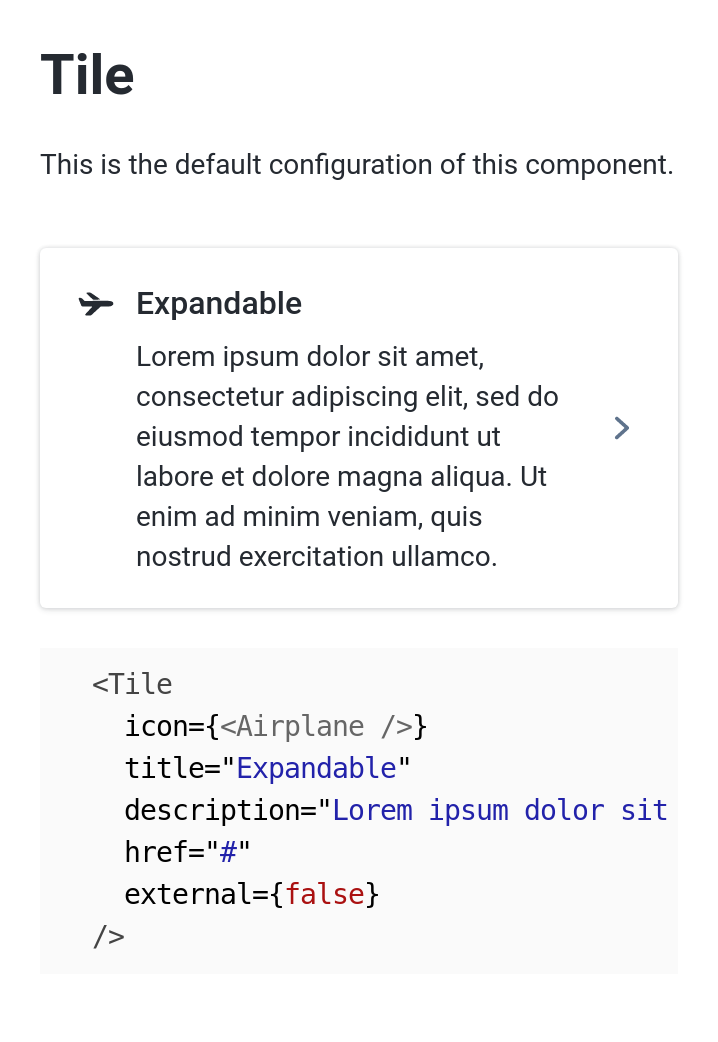 Tile
This is the default configuration of this component.
Expandable
Lorem ipsum dolor sit amet,
consectetur adipiscing elit, sed do
eiusmod tempor incididunt ut
labore et dolore magna aliqua. Ut
enim ad minim veniam, quis
nostrud exercitation ullamco.
<Tile
icon={<Airplane />}
title="Expandable"
description="Lorem ipsum dolor sit
href="#"
external={false}
/>